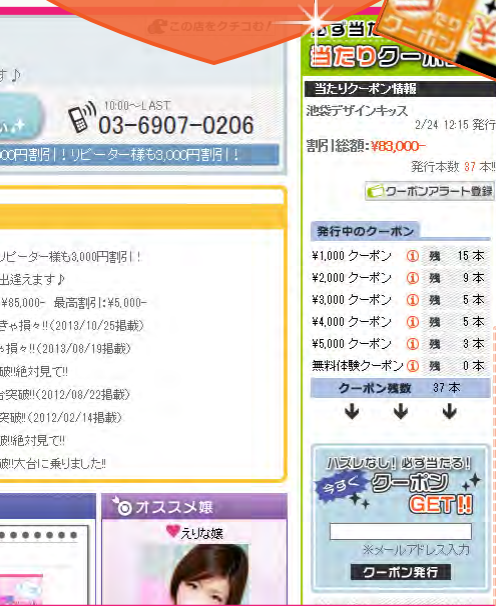 この店をクチコミ!
す♪
10:00～LAST
03-6907-0206
00円割引！！リピーター様も3,000円割引！！
リピーター様も3,000円割引！！
出逢えます♪
¥85,000- 最高割引:¥5,000-
きゃ損々!!(2013/10/25掲載)
ゃ損々!!(2013/08/19掲載)
破!!絶対見て!!
台突破!!(2012/08/22掲載)
突破!!(2012/02/14掲載)
破!!絶対見て!!
破!!大台に乗りました!!
オススメ嬢
えりな嬢
必ず当た
当たりクーポン
当たりクーポン情報
池袋デザインキッス
2/24 12:15 発行
割引総額:¥83,000-
発行本数 37 本!!
クーポンアラート登録
発行中のクーポン
¥1,000 クーポン ① 残 15 本
¥2,000 クーポン ① 残 9 本
¥3,000 クーポン ① 残 5 本
¥4,000 クーポン ① 残 5 本
¥5,000 クーポン ① 残 3 本
無料体験クーポン ① 残 0 本
クーポン残数 37 本
ハズレなし! 必ず当たる!
今すぐ クーポン
GET!!
※メールアドレス入力
クーポン発行